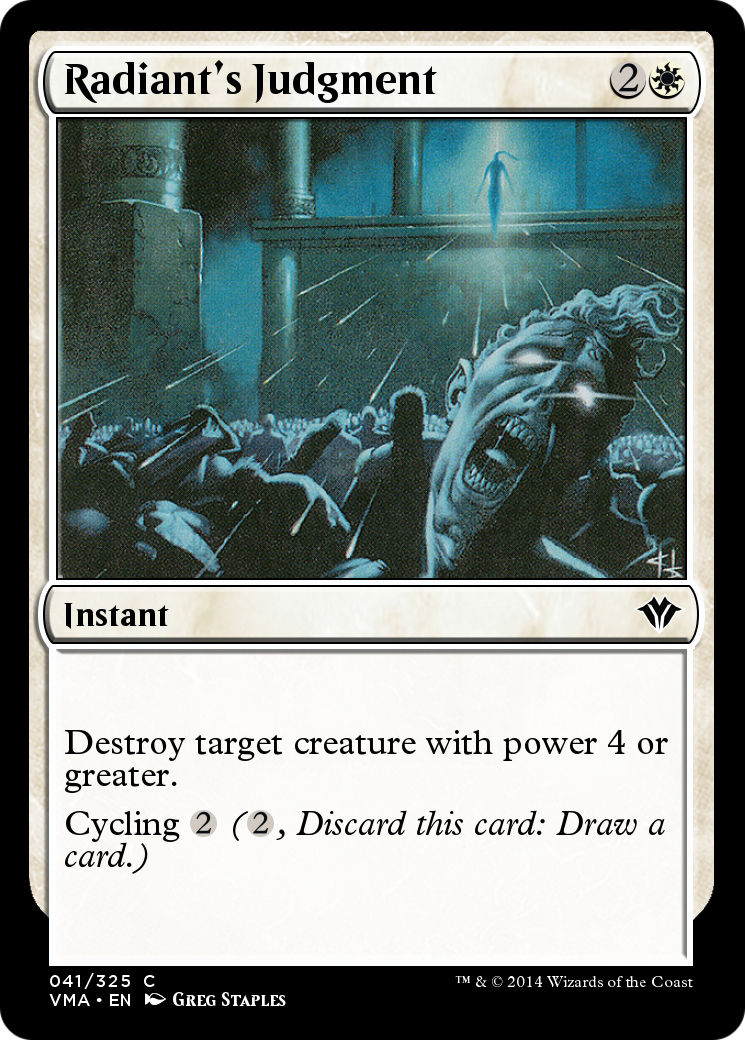 Radiant's Judgment 2
Instant
Destroy target creature with power 4 or
greater.
Cycling 2 (2, Discard this card: Draw a
card.)
041/325 C
VMA • EN GREG STAPLES
™ & © 2014 Wizards of the Coast